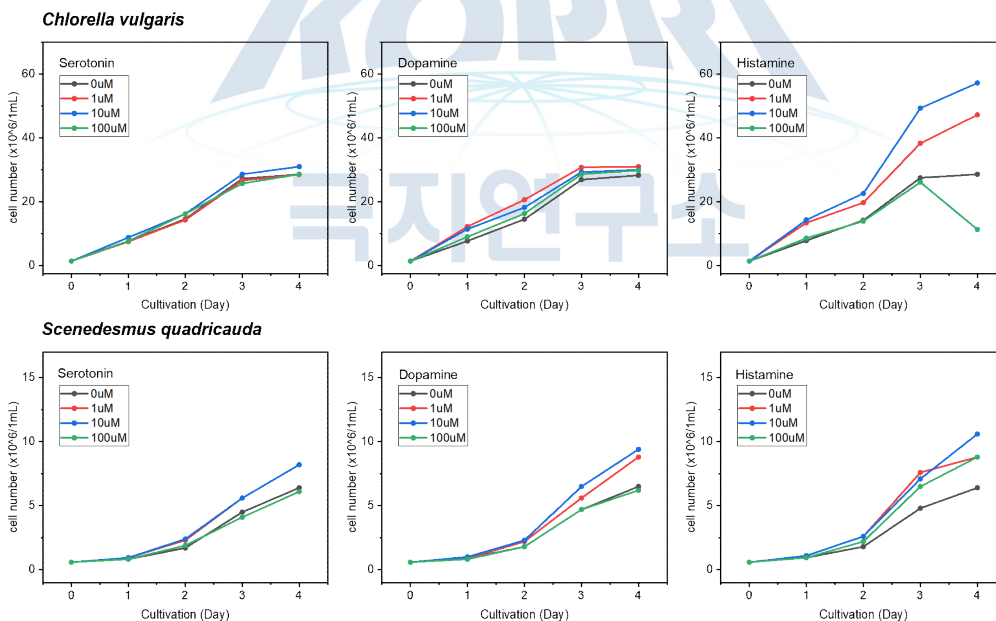 KOPRI
극지연구소
Chlorella vulgaris
Serotonin
0uM
1uM
10uM
100uM
cell number (x10^6/1mL)
60
40
20
0
0 1 2 3 4
Cultivation (Day)
Dopamine
0uM
1uM
10uM
100uM
cell number (x10^6/1mL)
60
40
20
0
0 1 2 3 4
Cultivation (Day)
Histamine
0uM
1uM
10uM
100uM
cell number (x10^6/1mL)
60
40
20
0
0 1 2 3 4
Cultivation (Day)
Scenedesmus quadricauda
Serotonin
0uM
1uM
10uM
100uM
cell number (x10^6/1mL)
15
10
5
0
0 1 2 3 4
Cultivation (Day)
Dopamine
0uM
1uM
10uM
100uM
cell number (x10^6/1mL)
15
10
5
0
0 1 2 3 4
Cultivation (Day)
Histamine
0uM
1uM
10uM
100uM
cell number (x10^6/1mL)
15
10
5
0
0 1 2 3 4
Cultivation (Day)